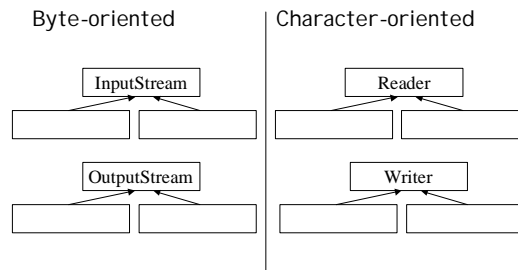 Byte-oriented
Character-oriented
InputStream
Reader
OutputStream
Writer